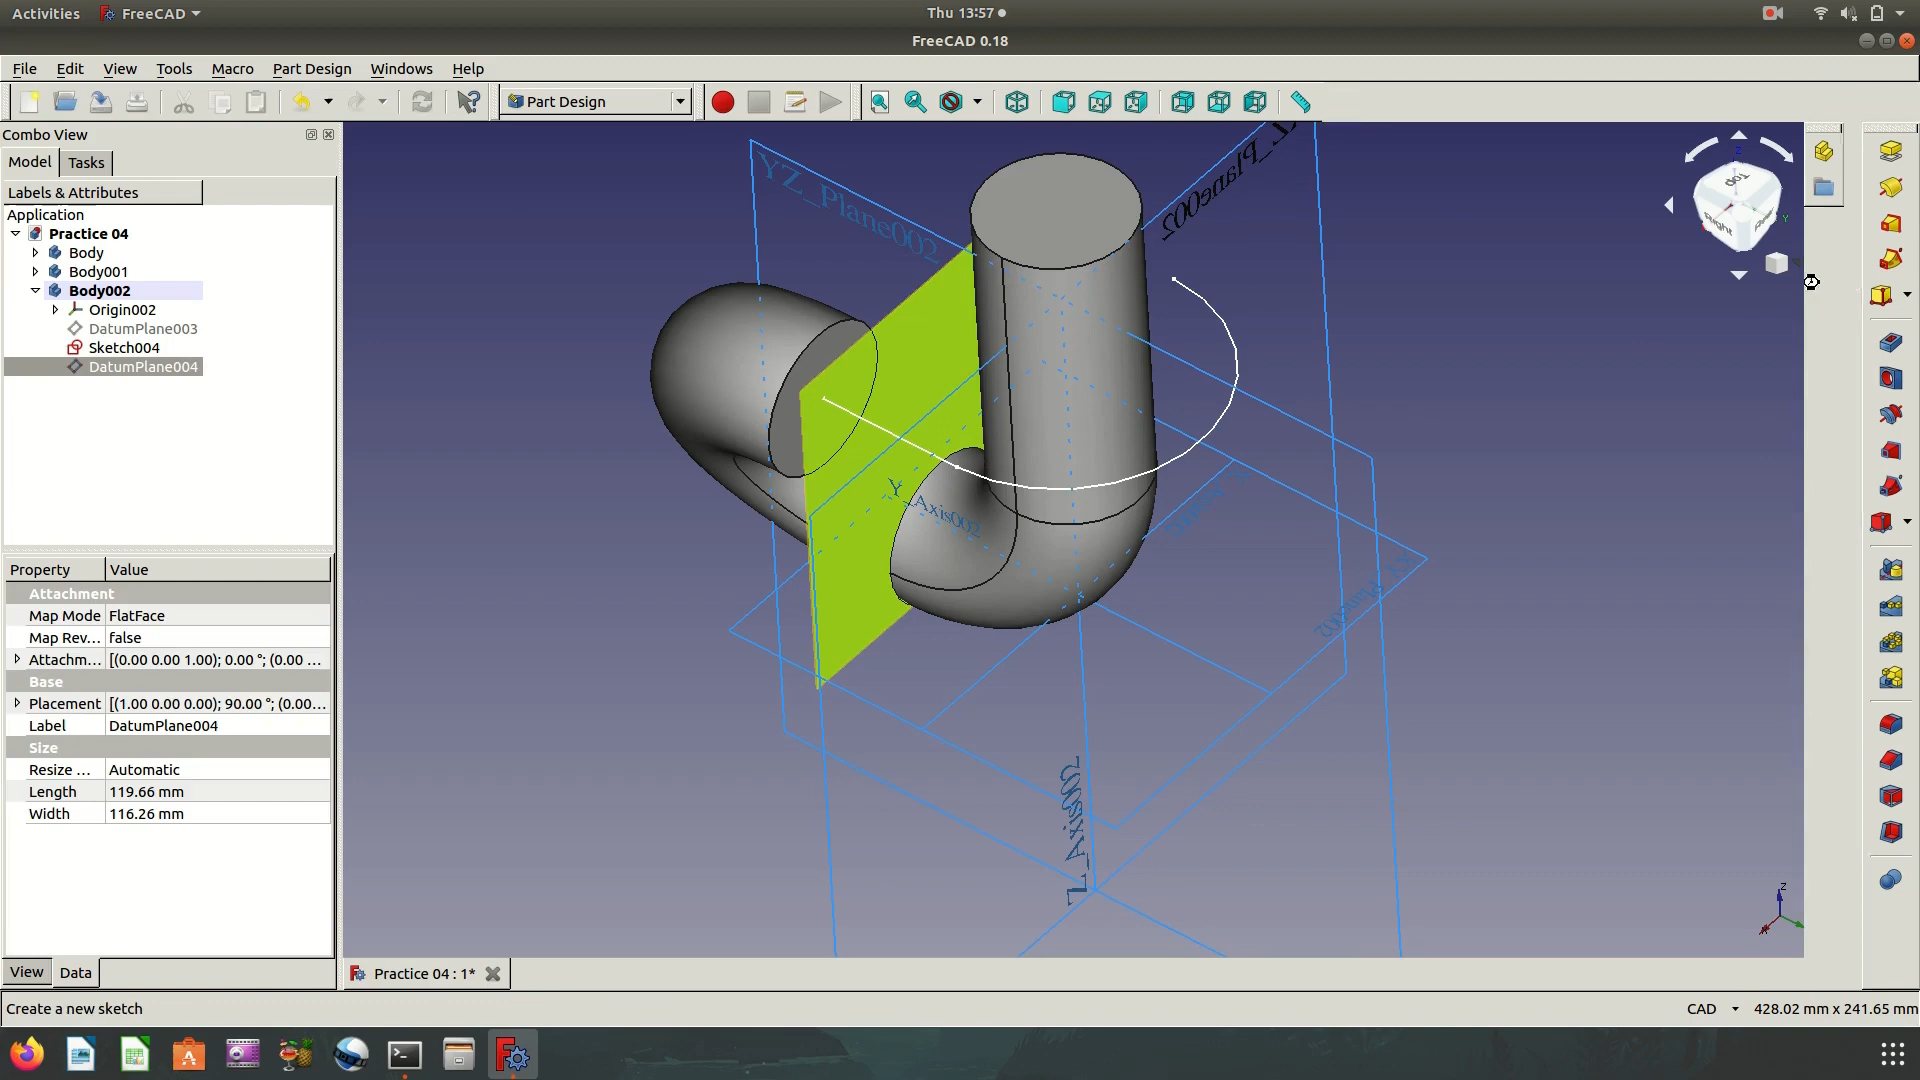 Activities FreeCAD Thu 13:57
FreeCAD 0.18
File Edit View Tools Macro Part Design Windows Help
Part Design
Combo View
Model Tasks
Labels & Attributes
Application
Practice 04
Body
Body001
Body002
Origin002
DatumPlane003
Sketch004
DatumPlane004
Property Value
Attachment
Map Mode FlatFace
Map Rev... false
Attachm... [(0.00 0.00 1.00); 0.00 °; (0.00 ...
Base
Placement [(1.00 0.00 0.00); 90.00 °; (0.00...
Label DatumPlane004
Size
Resize ... Automatic
Length 119.66 mm
Width 116.26 mm
View Data
YZ_Plane002
Y_Axis002
XY_Plane002
Z_Axis002
Top
Right
Z
Y
Z
Practice 04 : 1*
Create a new sketch
CAD 428.02 mm x 241.65 mm